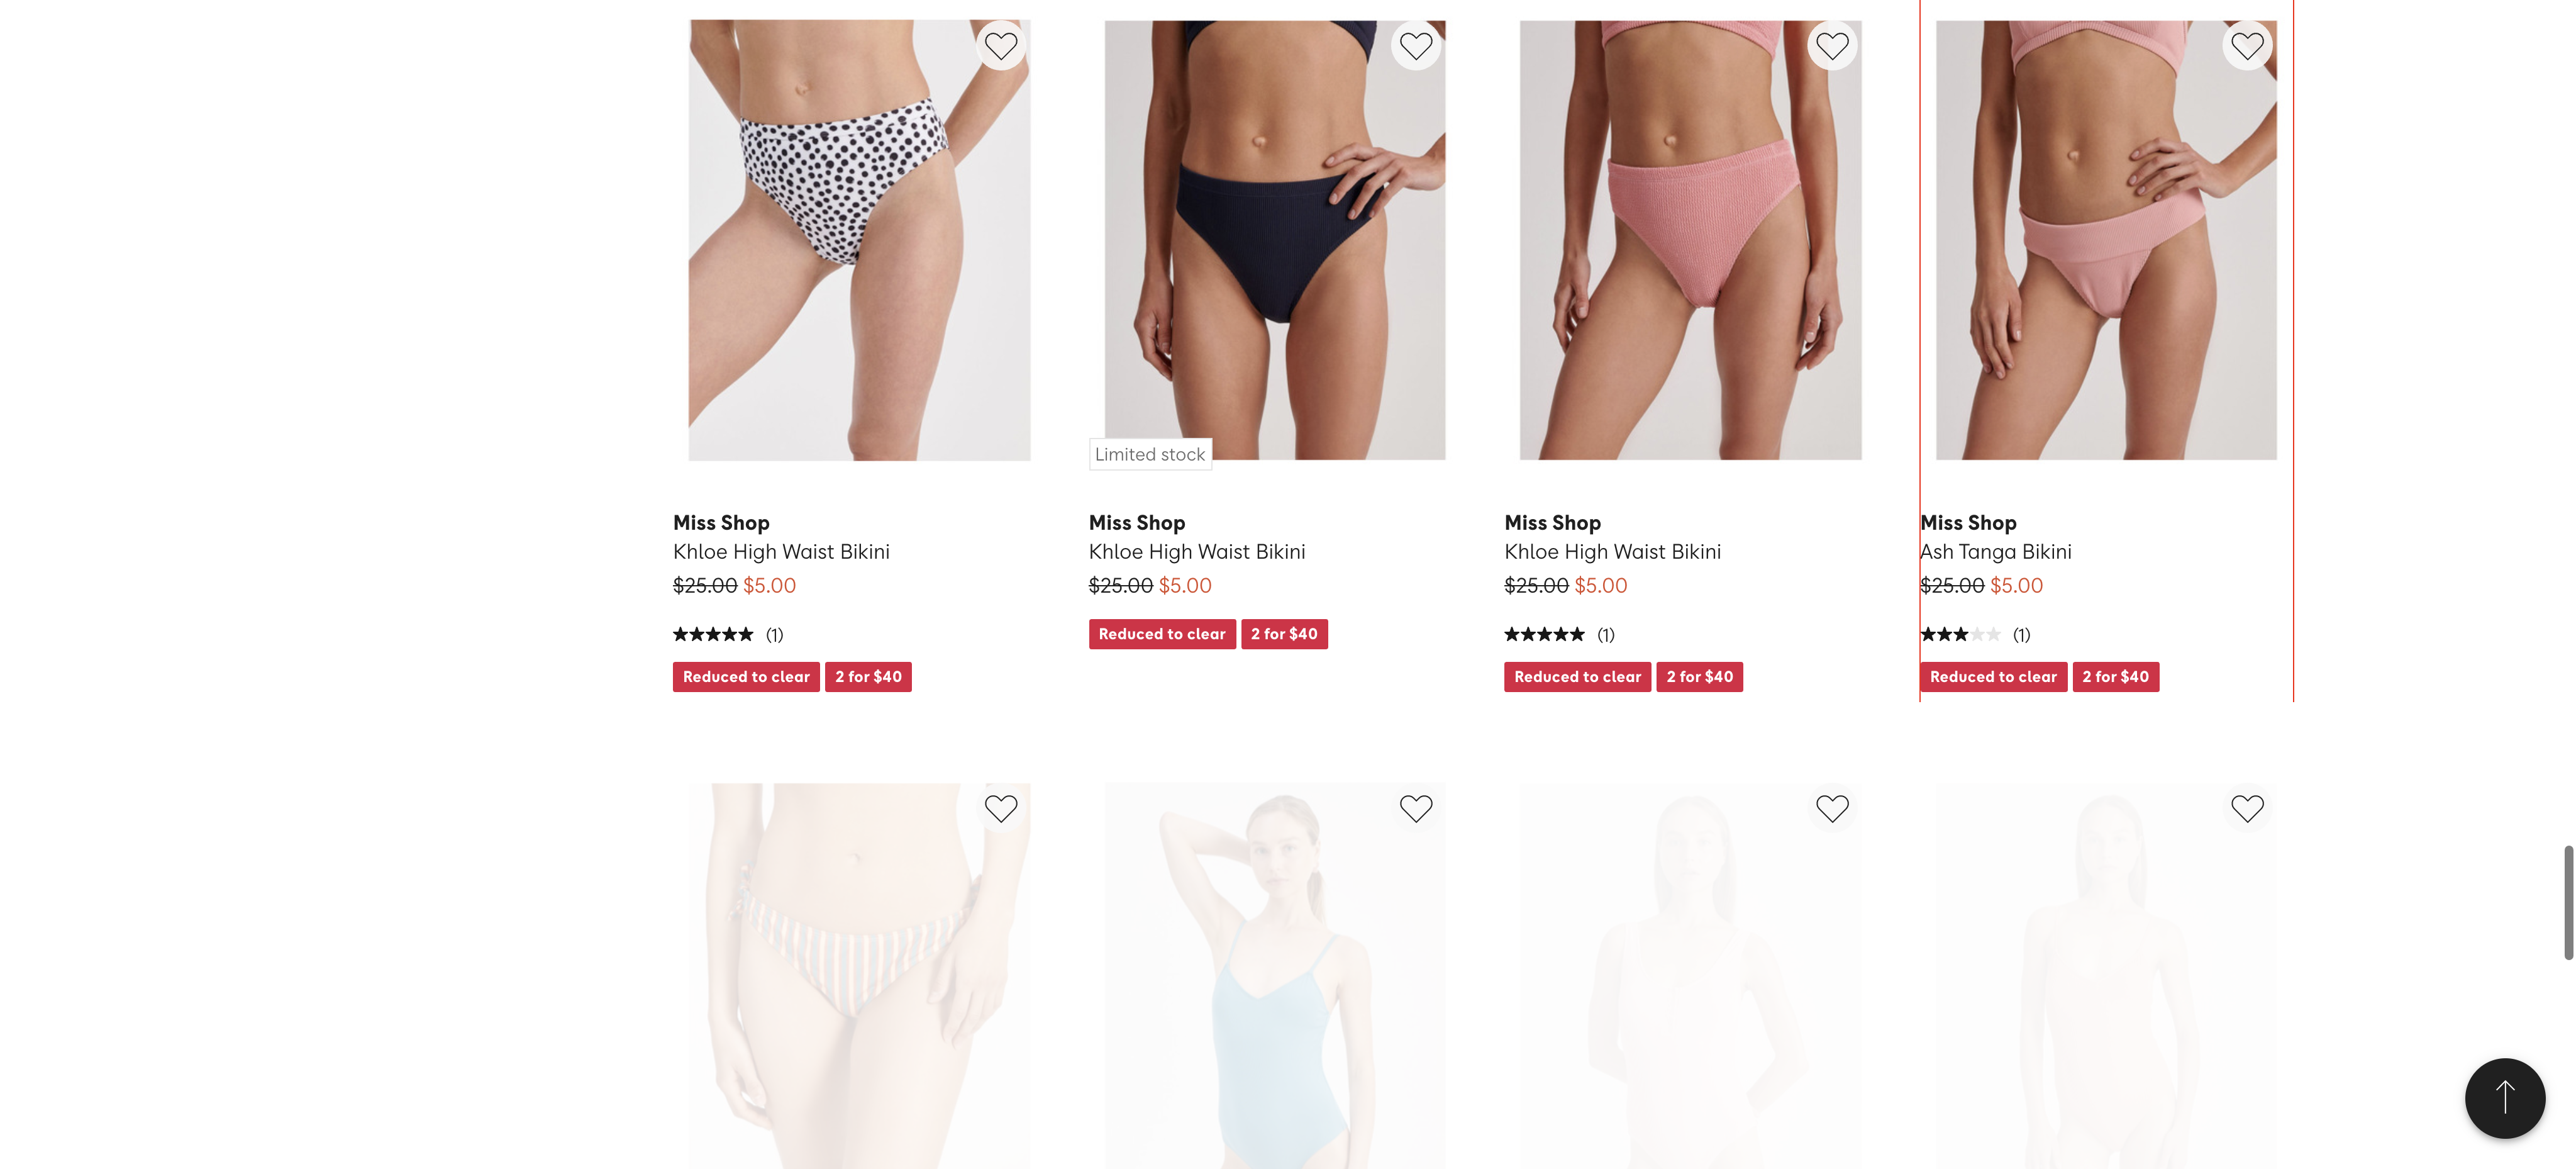 Limited stock
Miss Shop
Khloe High Waist Bikini
$25.00 $5.00
(1)
Reduced to clear 2 for $40
Miss Shop
Khloe High Waist Bikini
$25.00 $5.00
Reduced to clear 2 for $40
Miss Shop
Khloe High Waist Bikini
$25.00 $5.00
(1)
Reduced to clear 2 for $40
Miss Shop
Ash Tanga Bikini
$25.00 $5.00
(1)
Reduced to clear 2 for $40